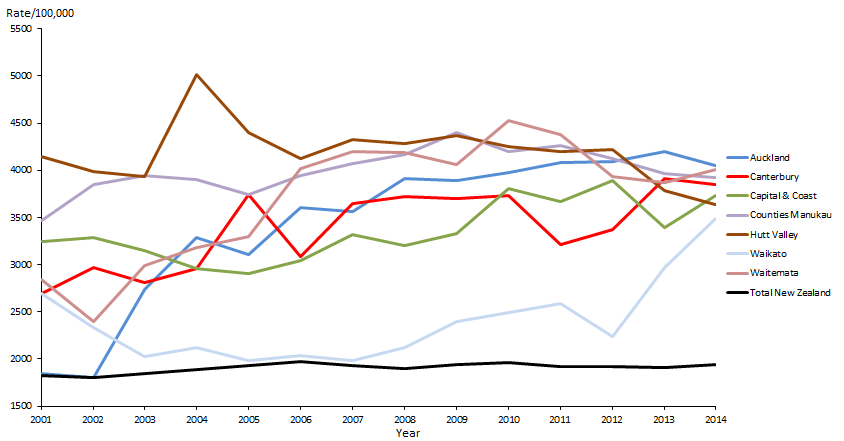 Rate/100,000
5500
5000
4500
4000
3500
3000
2500
2000
1500
2001 2002 2003 2004 2005 2006 2007 2008 2009 2010 2011 2012 2013 2014
Year
Auckland
Canterbury
Capital & Coast
Counties Manukau
Hutt Valley
Waikato
Waitemata
Total New Zealand